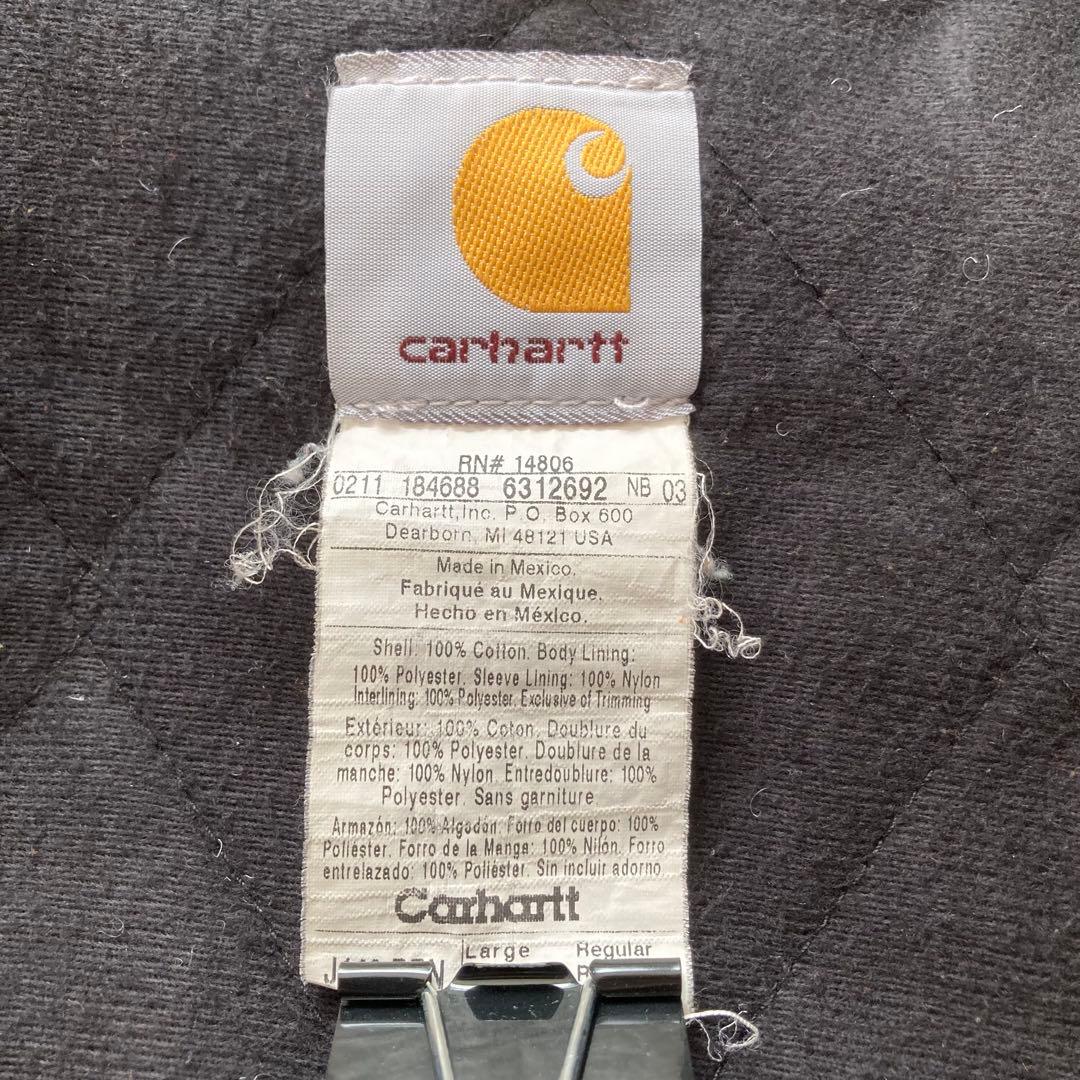 carhartt
RN# 14806
0211 184688 6312692 NB 03
Carhartt,Inc. P.O. Box 600
Dearborn, MI 48121 USA
Made in Mexico.
Fabriqué au Mexique.
Hecho en México.
Shell: 100% Cotton. Body Lining:
100% Polyester. Sleeve Lining: 100% Nylon
Interlining: 100% Polyester. Exclusive of Trimming
Extérieur: 100% Coton. Doublure du
corps: 100% Polyester. Doublure de la
manche: 100% Nylon. Entredoublure: 100%
Polyester. Sans garniture
Armazón: 100% Algodón. Forro del cuerpo: 100%
Poliéster. Forro de la Manga: 100% Nilón. Forro
entrelazado: 100% Poliéster. Sin incluir adorno
Carhartt
Large Regular